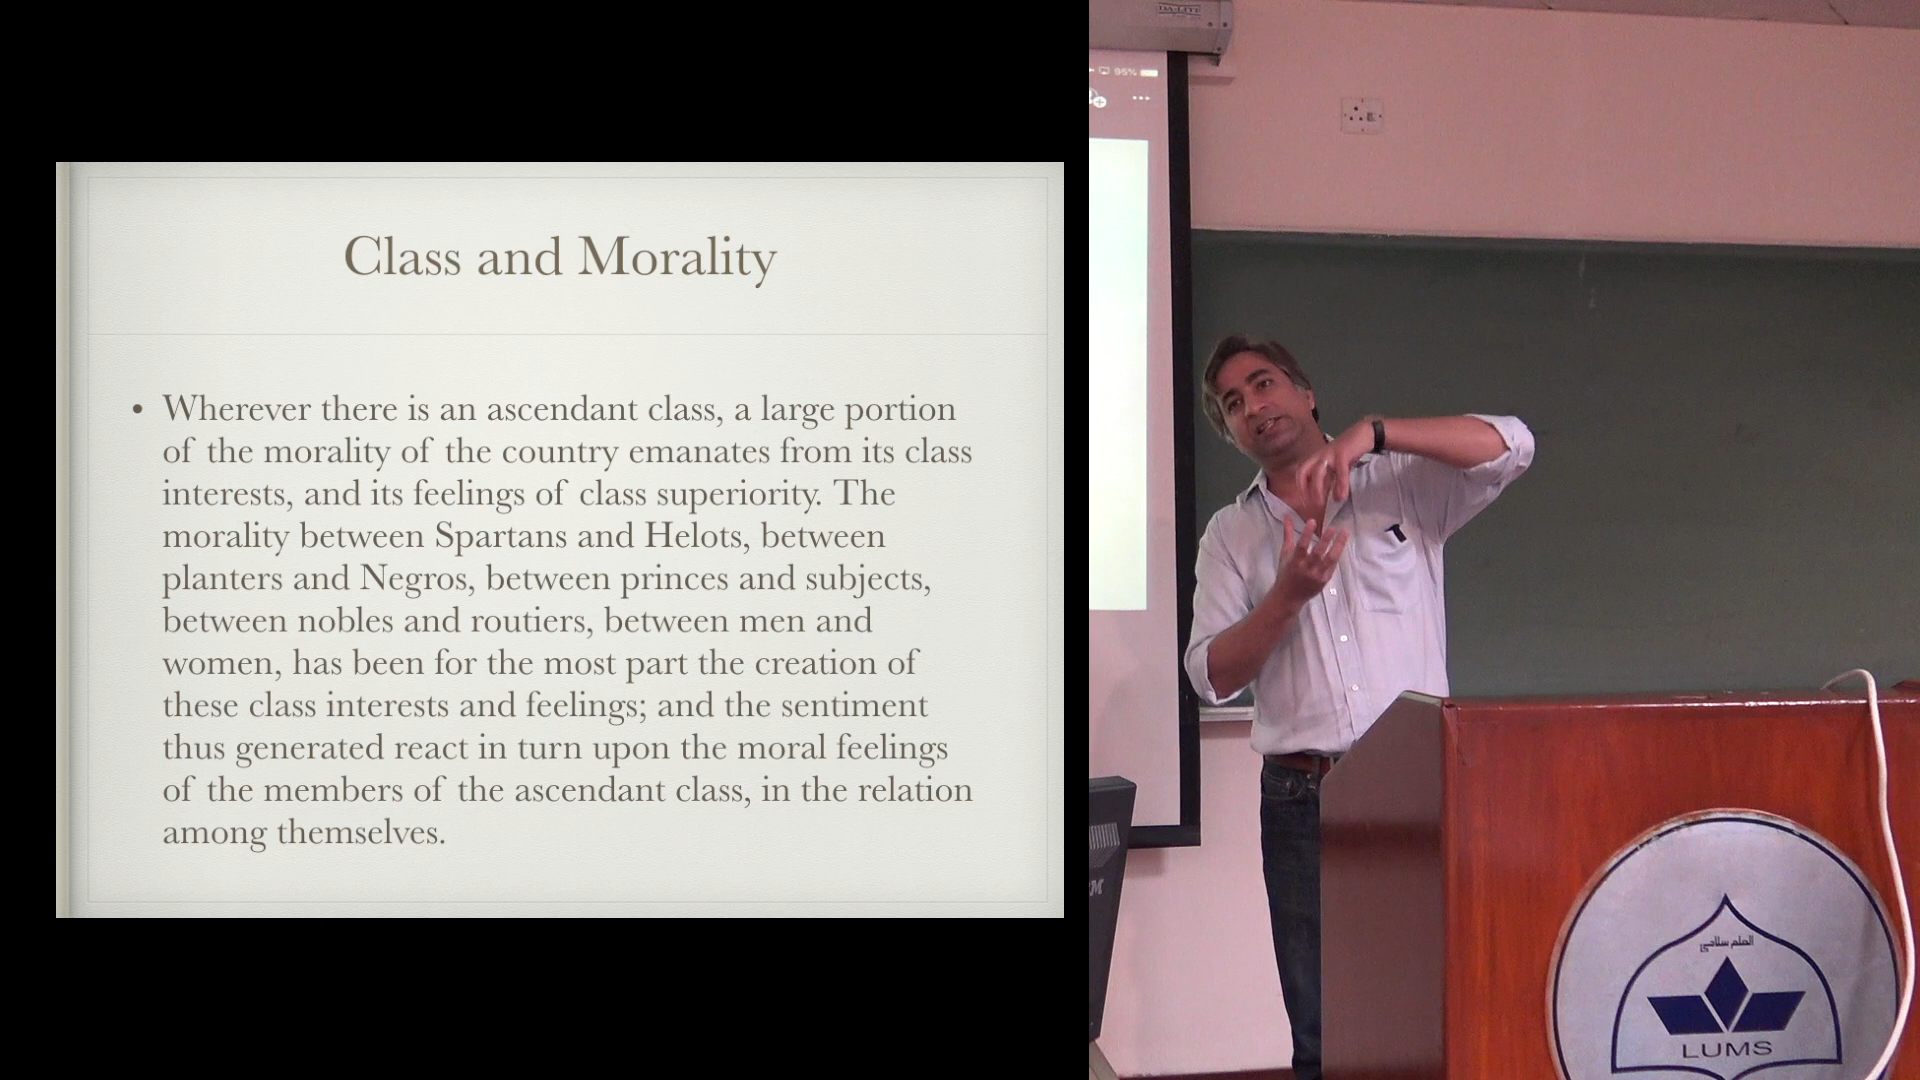 Class and Morality
• Wherever there is an ascendant class, a large portion
of the morality of the country emanates from its class
interests, and its feelings of class superiority. The
morality between Spartans and Helots, between
planters and Negros, between princes and subjects,
between nobles and routiers, between men and
women, has been for the most part the creation of
these class interests and feelings; and the sentiment
thus generated react in turn upon the moral feelings
of the members of the ascendant class, in the relation
among themselves.
DA-LITE
95%
LUMS